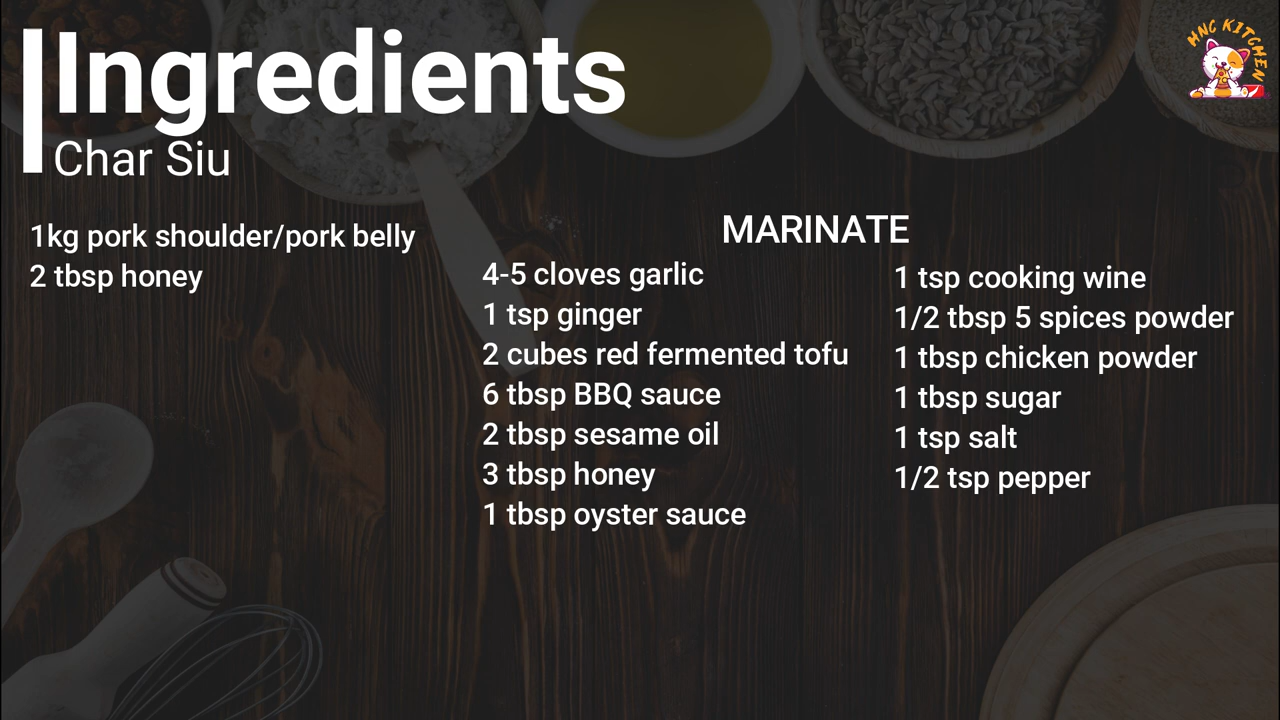 Ingredients
Char Siu
1kg pork shoulder/pork belly
2 tbsp honey
MARINATE
4-5 cloves garlic
1 tsp ginger
2 cubes red fermented tofu
6 tbsp BBQ sauce
2 tbsp sesame oil
3 tbsp honey
1 tbsp oyster sauce
1 tsp cooking wine
1/2 tbsp 5 spices powder
1 tbsp chicken powder
1 tbsp sugar
1 tsp salt
1/2 tsp pepper
HNC KITCHEN